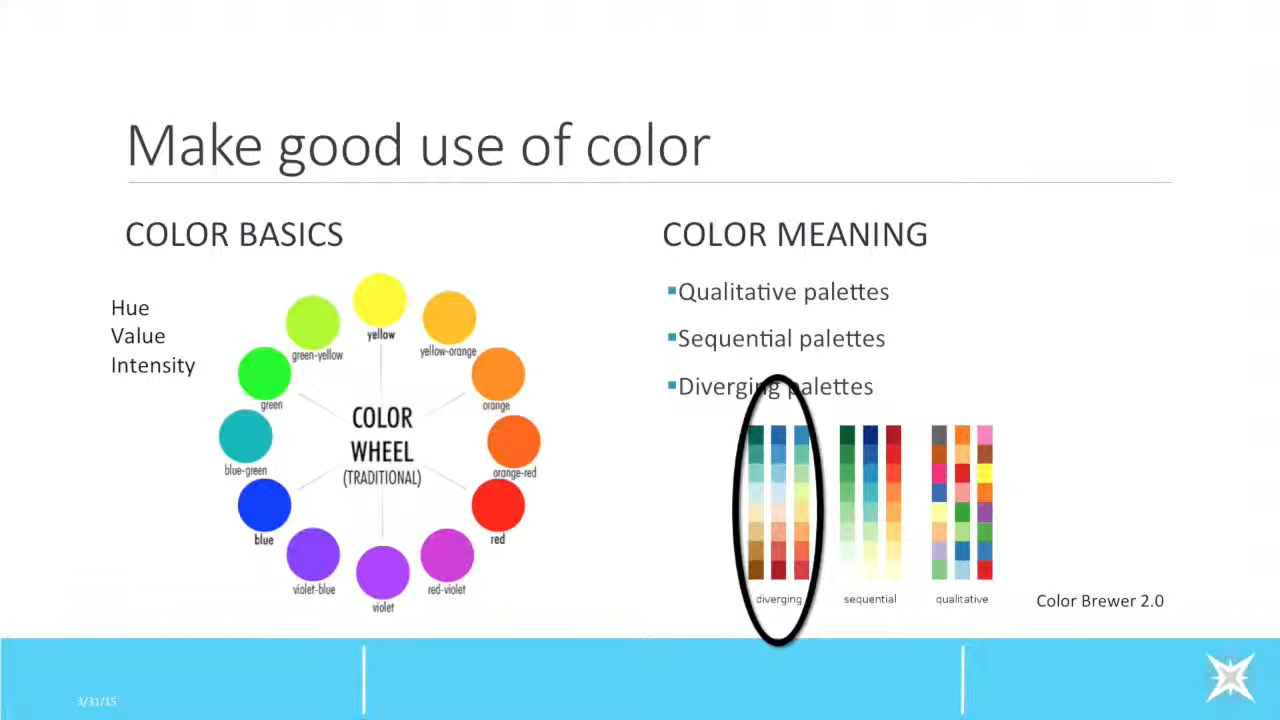 Make good use of color
COLOR BASICS
Hue
Value
Intensity
yellow
yellow-orange
green-yellow
orange
green
COLOR
WHEEL
(TRADITIONAL)
blue-green
orange-red
blue
red
violet-blue
red-violet
violet
COLOR MEANING
Qualitative palettes
Sequential palettes
Diverging palettes
diverging
sequential
qualitative
Color Brewer 2.0
3/31/15